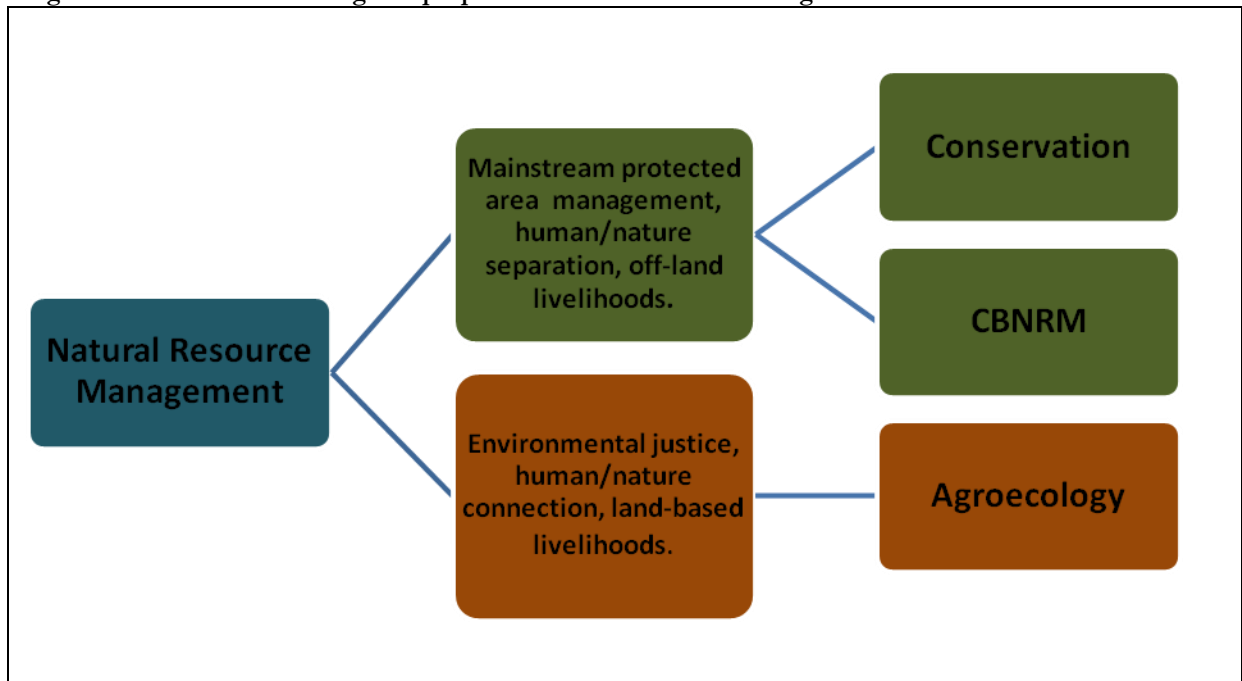 Natural Resource
Management
Mainstream protected
area management,
human/nature
separation, off-land
livelihoods.
Environmental justice,
human/nature
connection, land-based
livelihoods.
Conservation
CBNRM
Agroecology